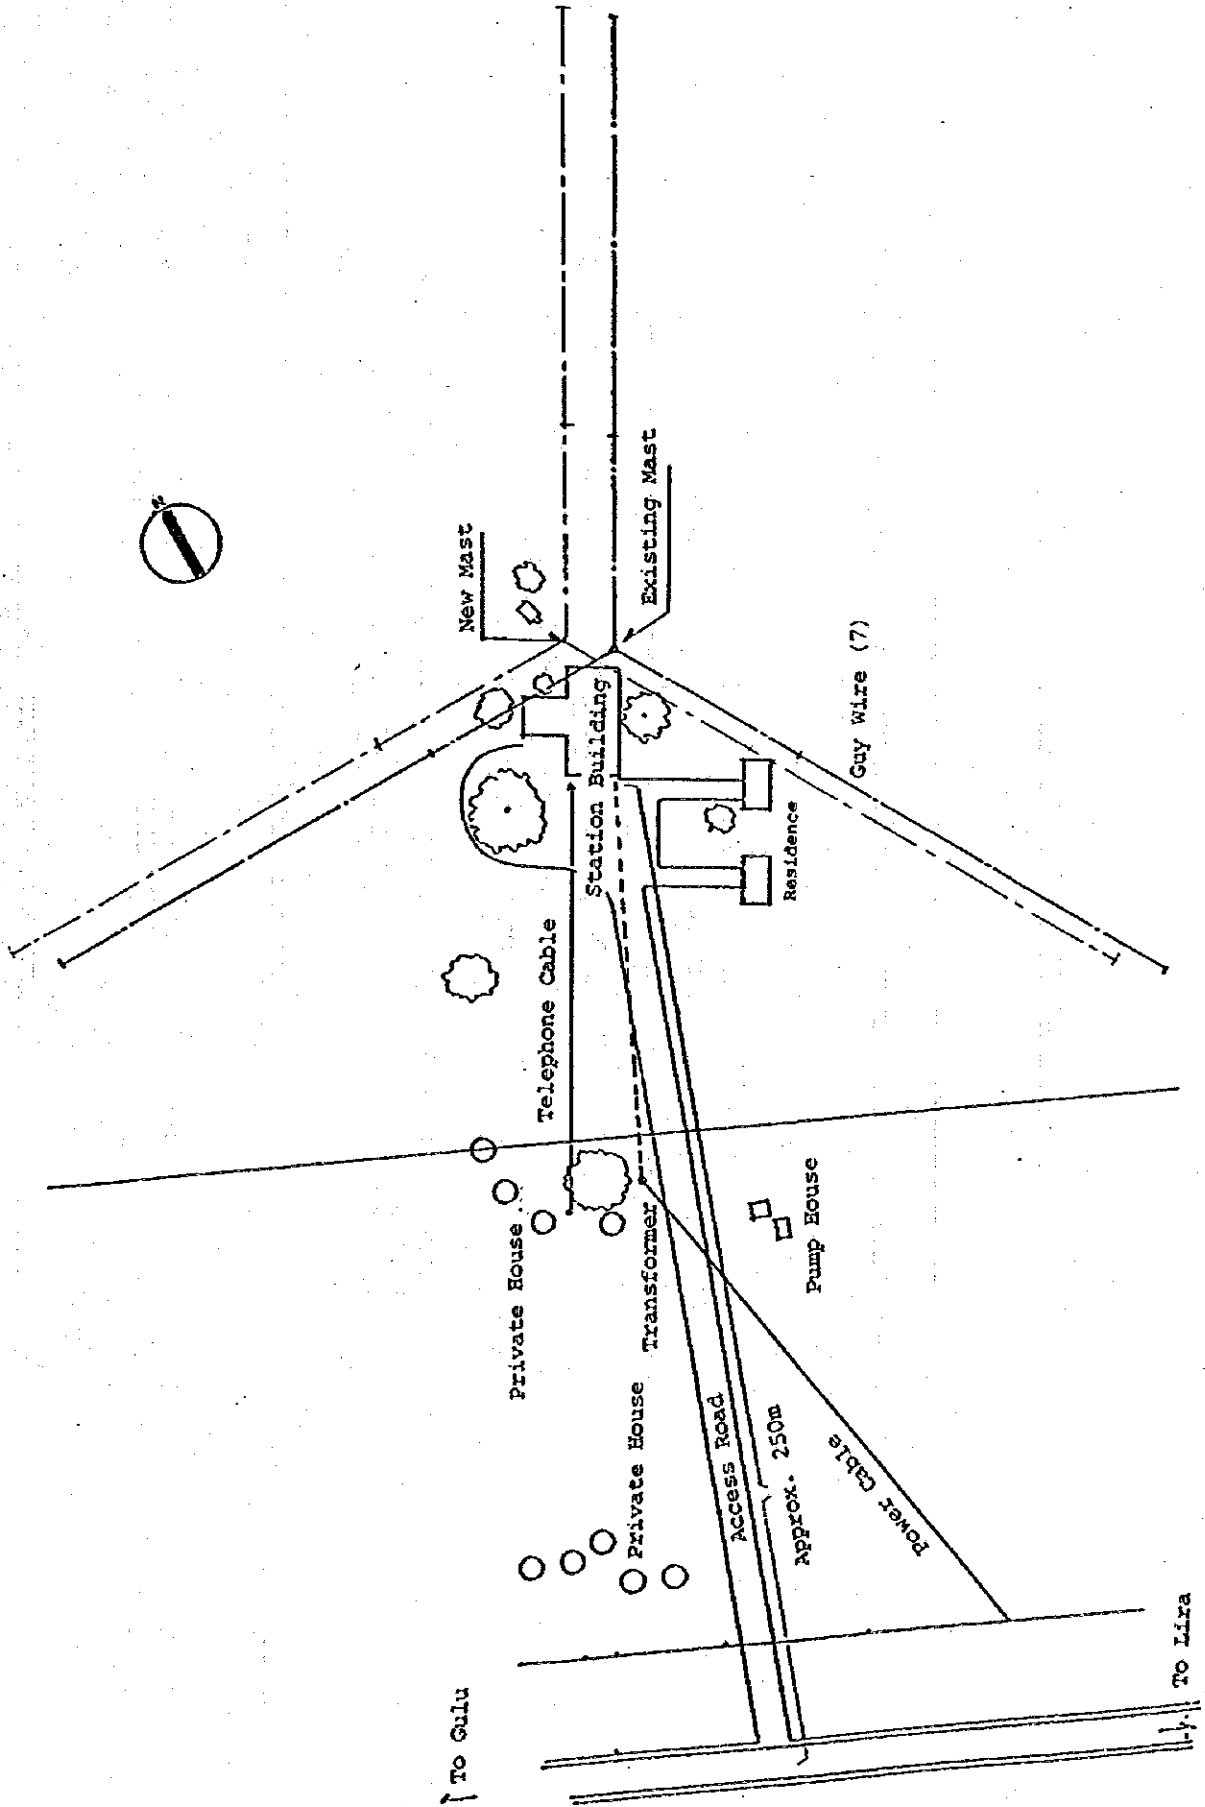 New Mast
Existing Mast
Guy Wire (7)
Station Building
Residence
Telephone Cable
Private House
Transformer
Pump House
Private House
Access Road
Approx. 250m
Power Cable
To Gulu
To Lira